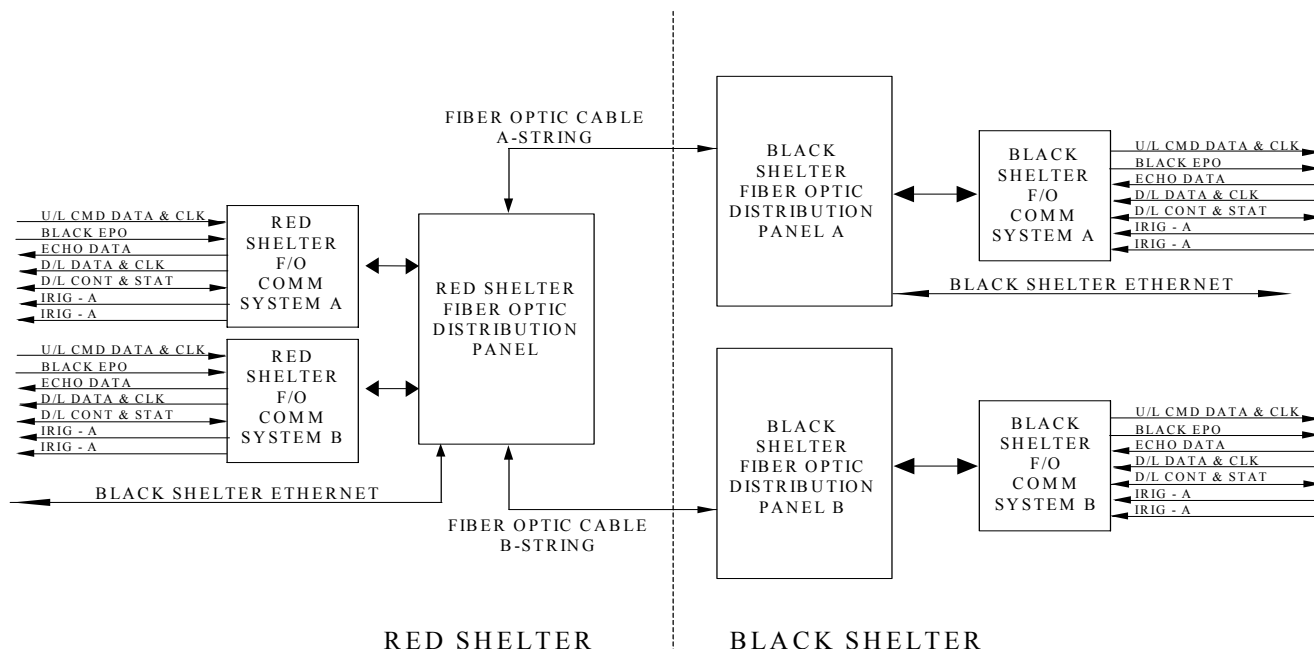 FIBER OPTIC CABLE
A-STRING
U/L CMD DATA & CLK
BLACK EPO
ECHO DATA
D/L DATA & CLK
D/L CONT & STAT
IRIG - A
IRIG - A
RED
SHELTER
F/O
COMM
SYSTEM A
U/L CMD DATA & CLK
BLACK EPO
ECHO DATA
D/L DATA & CLK
D/L CONT & STAT
IRIG - A
IRIG - A
RED
SHELTER
F/O
COMM
SYSTEM B
BLACK SHELTER ETHERNET
RED SHELTER
FIBER OPTIC
DISTRIBUTION
PANEL
FIBER OPTIC CABLE
B-STRING
BLACK
SHELTER
FIBER OPTIC
DISTRIBUTION
PANEL A
BLACK
SHELTER
F/O
COMM
SYSTEM A
U/L CMD DATA & CLK
BLACK EPO
ECHO DATA
D/L DATA & CLK
D/L CONT & STAT
IRIG - A
IRIG - A
BLACK SHELTER ETHERNET
BLACK
SHELTER
FIBER OPTIC
DISTRIBUTION
PANEL B
BLACK
SHELTER
F/O
COMM
SYSTEM B
U/L CMD DATA & CLK
BLACK EPO
ECHO DATA
D/L DATA & CLK
D/L CONT & STAT
IRIG - A
IRIG - A
RED SHELTER
BLACK SHELTER